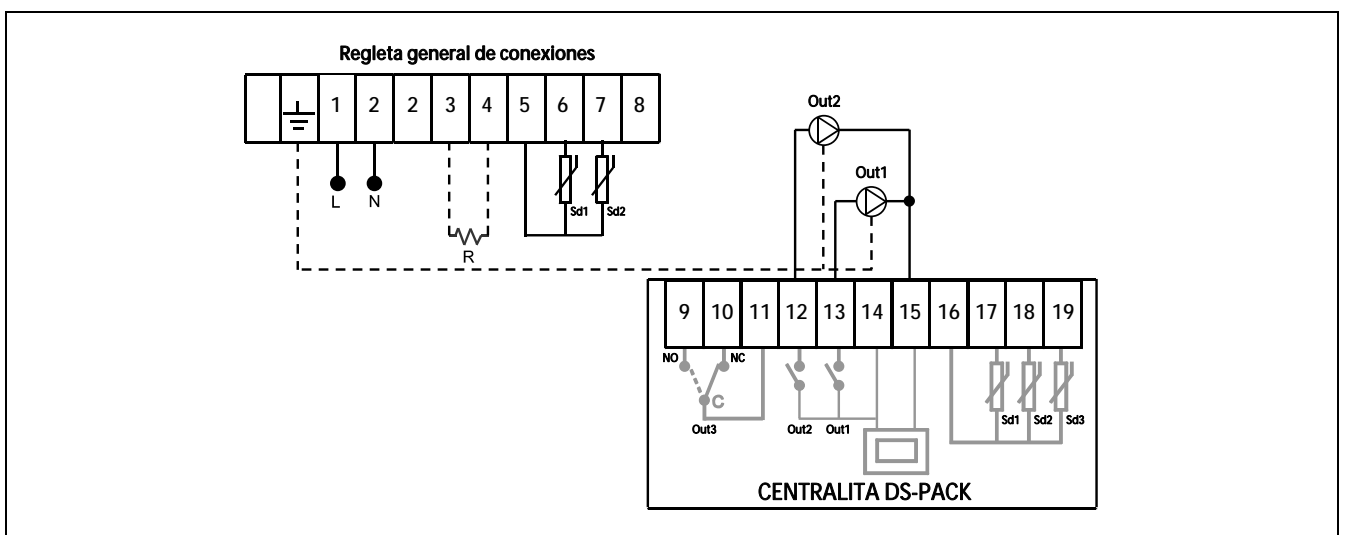 Regleta general de conexiones
1 2 2 3 4 5 6 7 8
L N
R
Sd1 Sd2
Out2
Out1
9 10 11 12 13 14 15 16 17 18 19
NO NC
C
Out3 Out2 Out1
Sd1 Sd2 Sd3
CENTRALITA DS-PACK